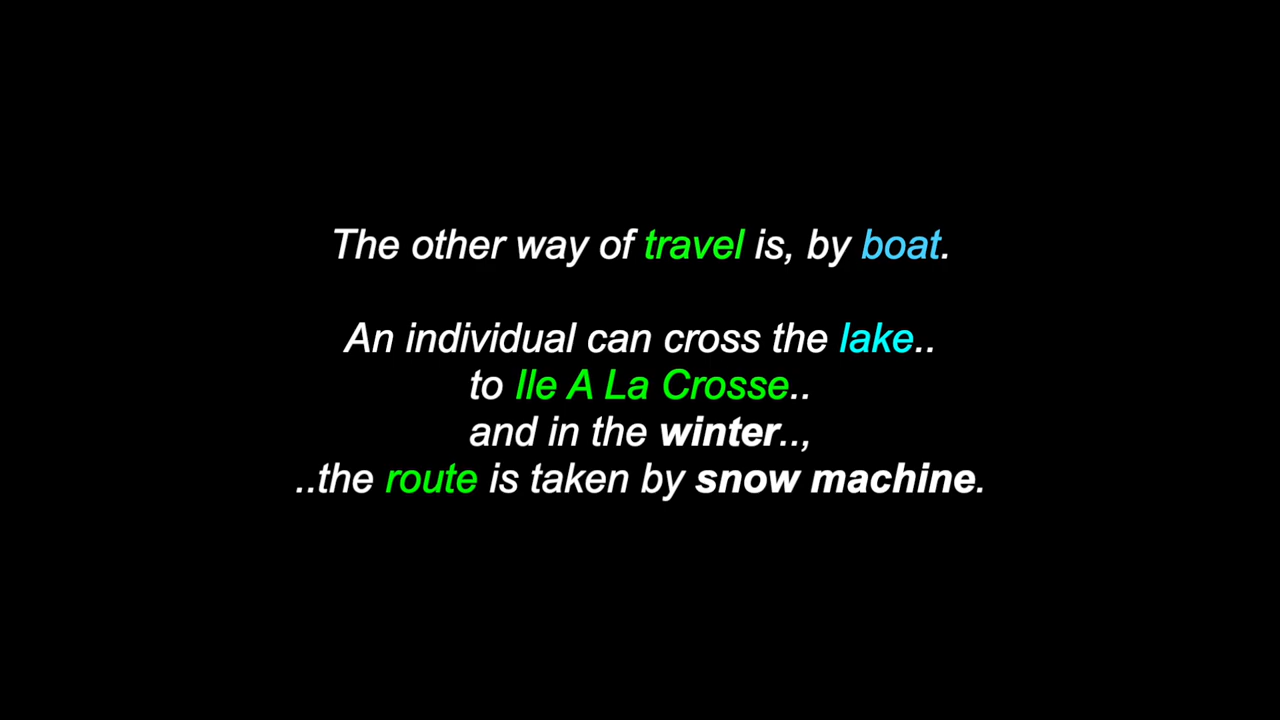 The other way of travel is, by boat.
An individual can cross the lake..
to Ile A La Crosse..
and in the winter..,
..the route is taken by snow machine.